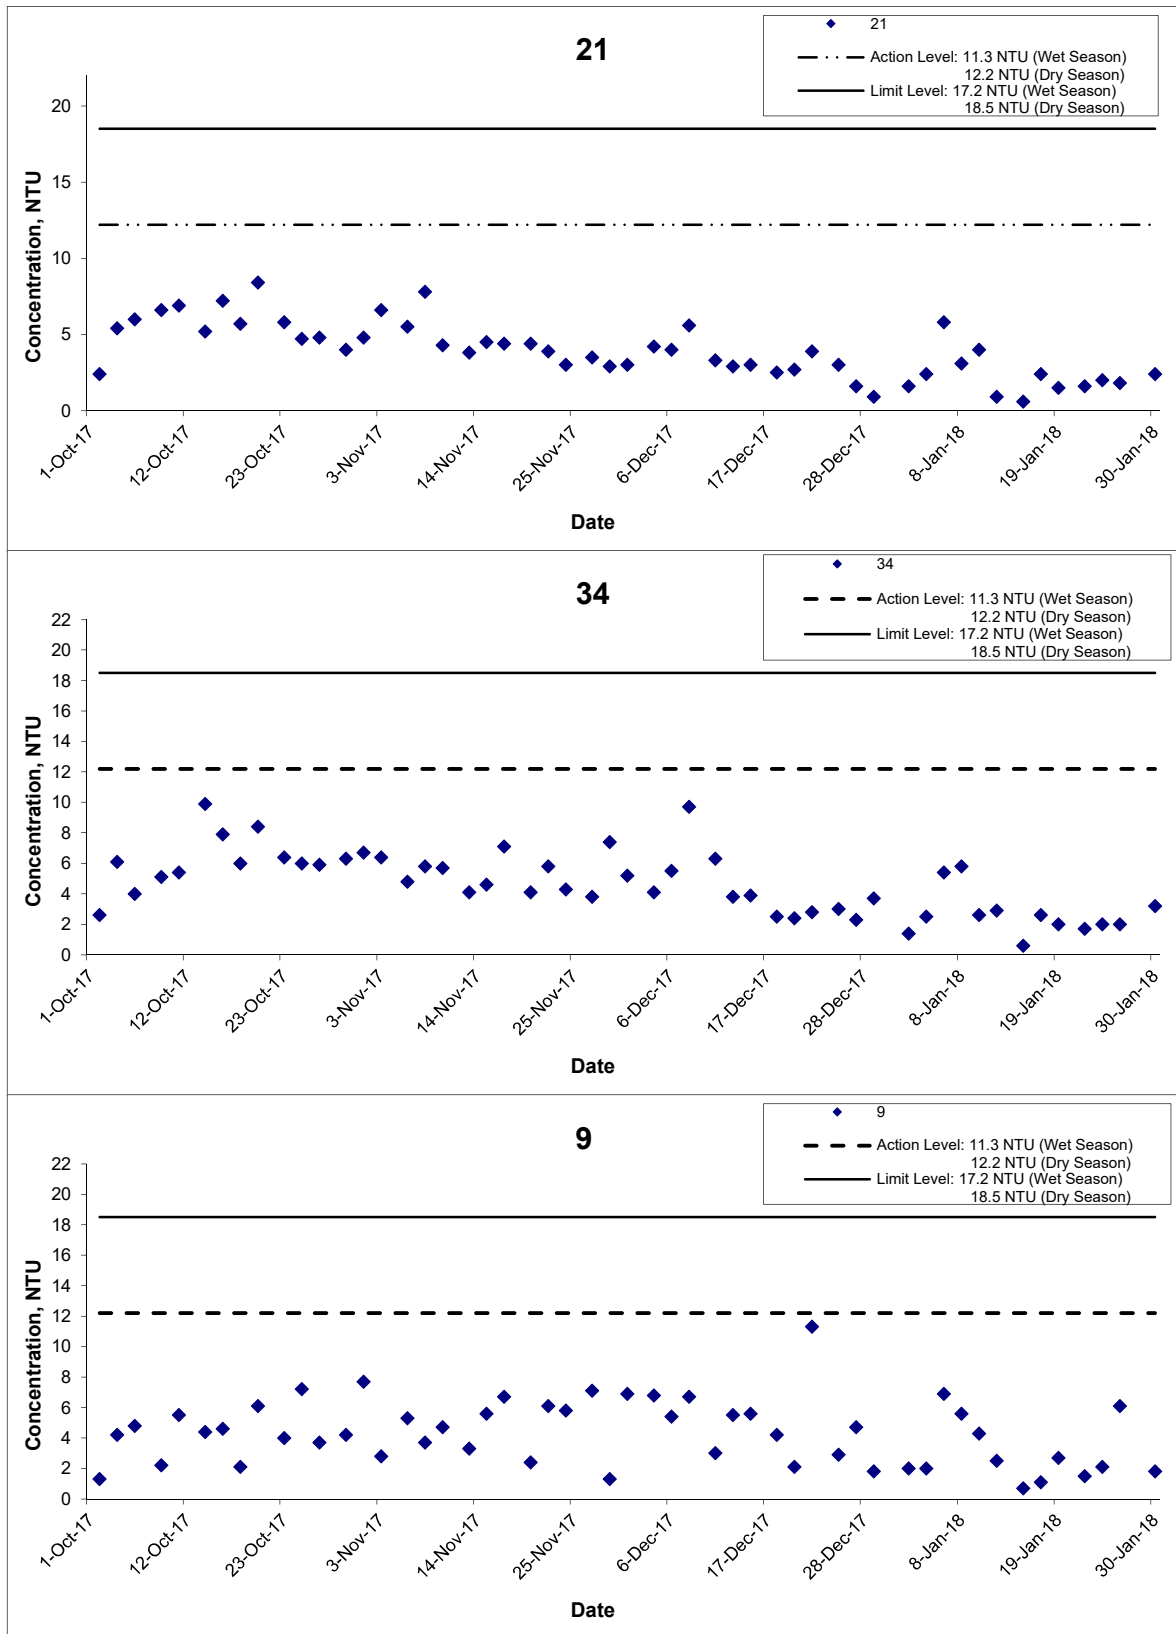 21
21
Action Level: 11.3 NTU (Wet Season)
12.2 NTU (Dry Season)
Limit Level: 17.2 NTU (Wet Season)
18.5 NTU (Dry Season)
Concentration, NTU
20
15
10
5
0
1-Oct-17
12-Oct-17
23-Oct-17
3-Nov-17
14-Nov-17
25-Nov-17
6-Dec-17
17-Dec-17
28-Dec-17
8-Jan-18
19-Jan-18
30-Jan-18
Date
34
34
Action Level: 11.3 NTU (Wet Season)
12.2 NTU (Dry Season)
Limit Level: 17.2 NTU (Wet Season)
18.5 NTU (Dry Season)
Concentration, NTU
22
20
18
16
14
12
10
8
6
4
2
0
1-Oct-17
12-Oct-17
23-Oct-17
3-Nov-17
14-Nov-17
25-Nov-17
6-Dec-17
17-Dec-17
28-Dec-17
8-Jan-18
19-Jan-18
30-Jan-18
Date
9
9
Action Level: 11.3 NTU (Wet Season)
12.2 NTU (Dry Season)
Limit Level: 17.2 NTU (Wet Season)
18.5 NTU (Dry Season)
Concentration, NTU
22
20
18
16
14
12
10
8
6
4
2
0
1-Oct-17
12-Oct-17
23-Oct-17
3-Nov-17
14-Nov-17
25-Nov-17
6-Dec-17
17-Dec-17
28-Dec-17
8-Jan-18
19-Jan-18
30-Jan-18
Date